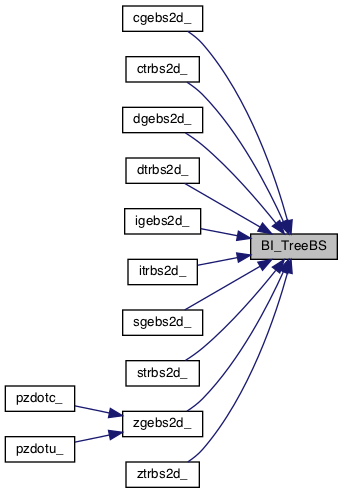 cgebs2d_
ctrbs2d_
dgebs2d_
dtrbs2d_
igebs2d_
BI_TreeBS
itrbs2d_
sgebs2d_
strbs2d_
pzdotc_
zgebs2d_
pzdotu_
ztrbs2d_